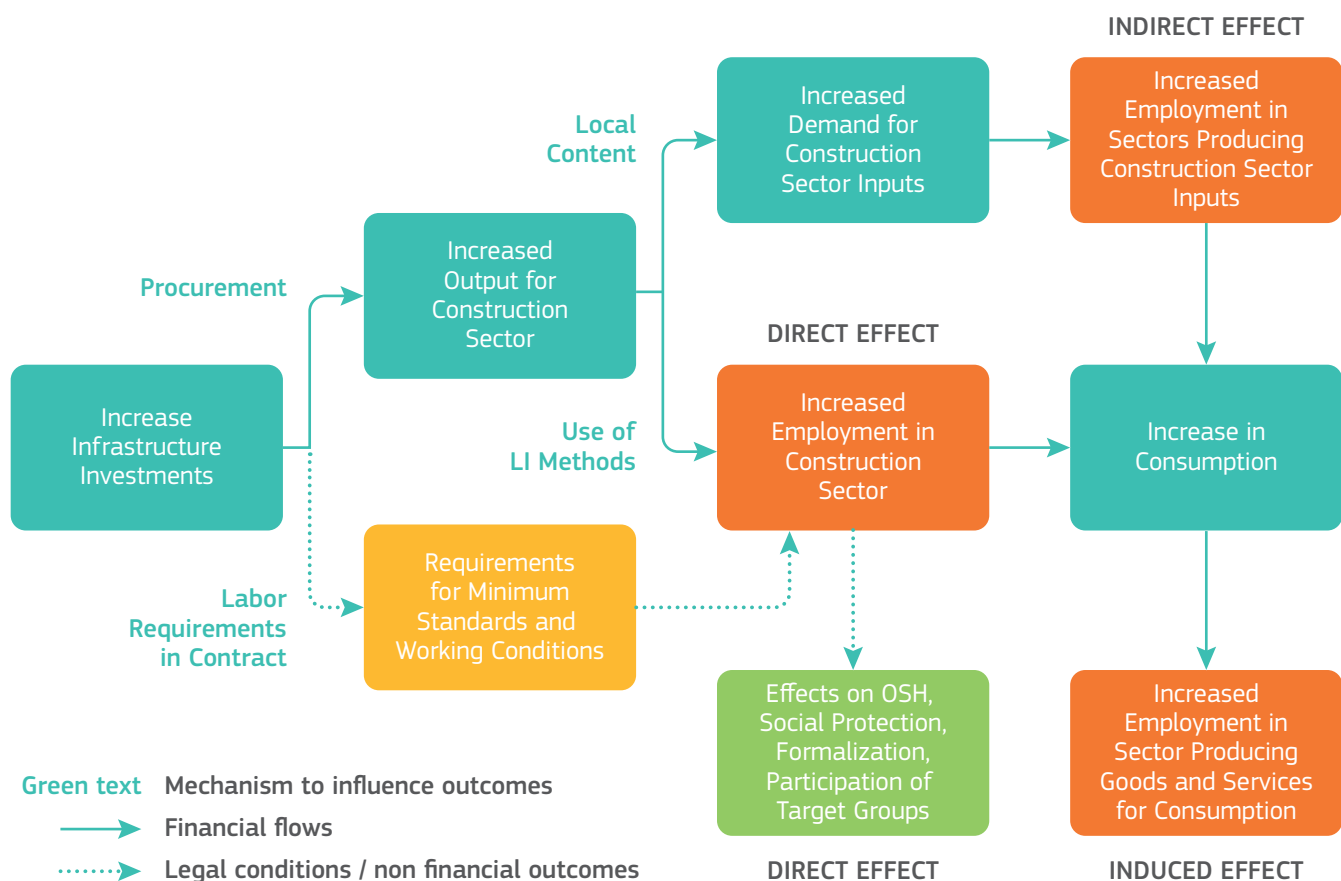 INDIRECT EFFECT
Increased
Employment in
Sectors Producing
Construction Sector
Inputs
Increased
Demand for
Construction
Sector Inputs
Local
Content
Increased
Output for
Construction
Sector
Procurement
DIRECT EFFECT
Increase
Infrastructure
Investments
Use of
LI Methods
Increased
Employment in
Construction
Sector
Increase in
Consumption
Labor
Requirements
in Contract
Requirements
for Minimum
Standards and
Working Conditions
Effects on OSH,
Social Protection,
Formalization,
Participation of
Target Groups
DIRECT EFFECT
Increased
Employment in
Sector Producing
Goods and Services
for Consumption
INDUCED EFFECT
Green text Mechanism to influence outcomes
Financial flows
Legal conditions / non financial outcomes